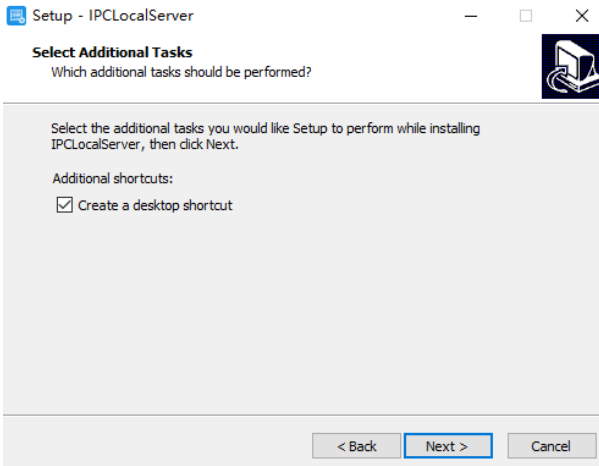 Setup - IPCLocalServer
Select Additional Tasks
Which additional tasks should be performed?
Select the additional tasks you would like Setup to perform while installing
IPCLocalServer, then click Next.
Additional shortcuts:
Create a desktop shortcut
< Back
Next >
Cancel